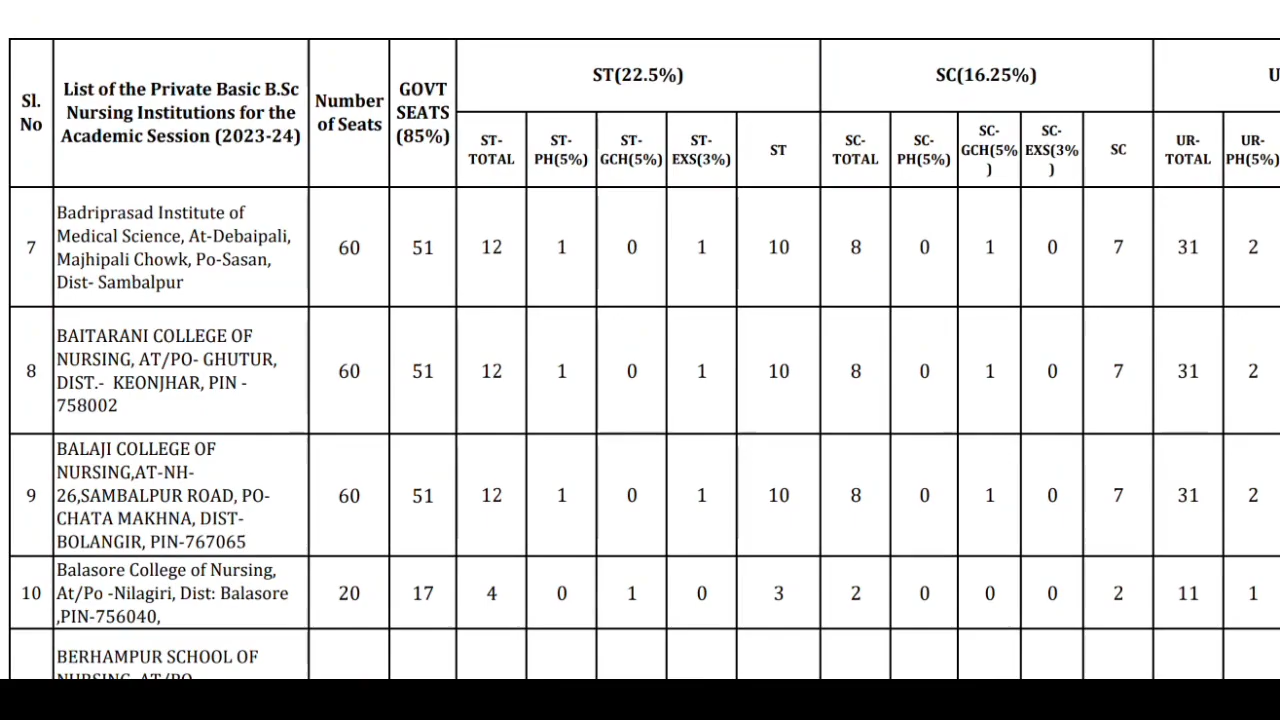 Sl.
No
List of the Private Basic B.Sc
Nursing Institutions for the
Academic Session (2023-24)
Number
of Seats
GOVT
SEATS
(85%)
ST(22.5%)
SC(16.25%)
U
ST-
TOTAL
ST-
PH(5%)
ST-
GCH(5%)
ST-
EXS(3%)
ST
SC-
TOTAL
SC-
PH(5%)
SC-
GCH(5%
)
SC-
EXS(3%
)
SC
UR-
TOTAL
UR-
PH(5%)
7
Badriprasad Institute of
Medical Science, At-Debaipali,
Majhipali Chowk, Po-Sasan,
Dist- Sambalpur
60 51 12 1 0 1 10 8 0 1 0 7 31 2
8
BAITARANI COLLEGE OF
NURSING, AT/PO- GHUTUR,
DIST.-  KEONJHAR, PIN -
758002
60 51 12 1 0 1 10 8 0 1 0 7 31 2
9
BALAJI COLLEGE OF
NURSING,AT-NH-
26,SAMBALPUR ROAD, PO-
CHATA MAKHNA, DIST-
BOLANGIR, PIN-767065
60 51 12 1 0 1 10 8 0 1 0 7 31 2
10
Balasore College of Nursing,
At/Po -Nilagiri, Dist: Balasore
,PIN-756040,
20 17 4 0 1 0 3 2 0 0 0 2 11 1
BERHAMPUR SCHOOL OF
NURSING, AT/PO-